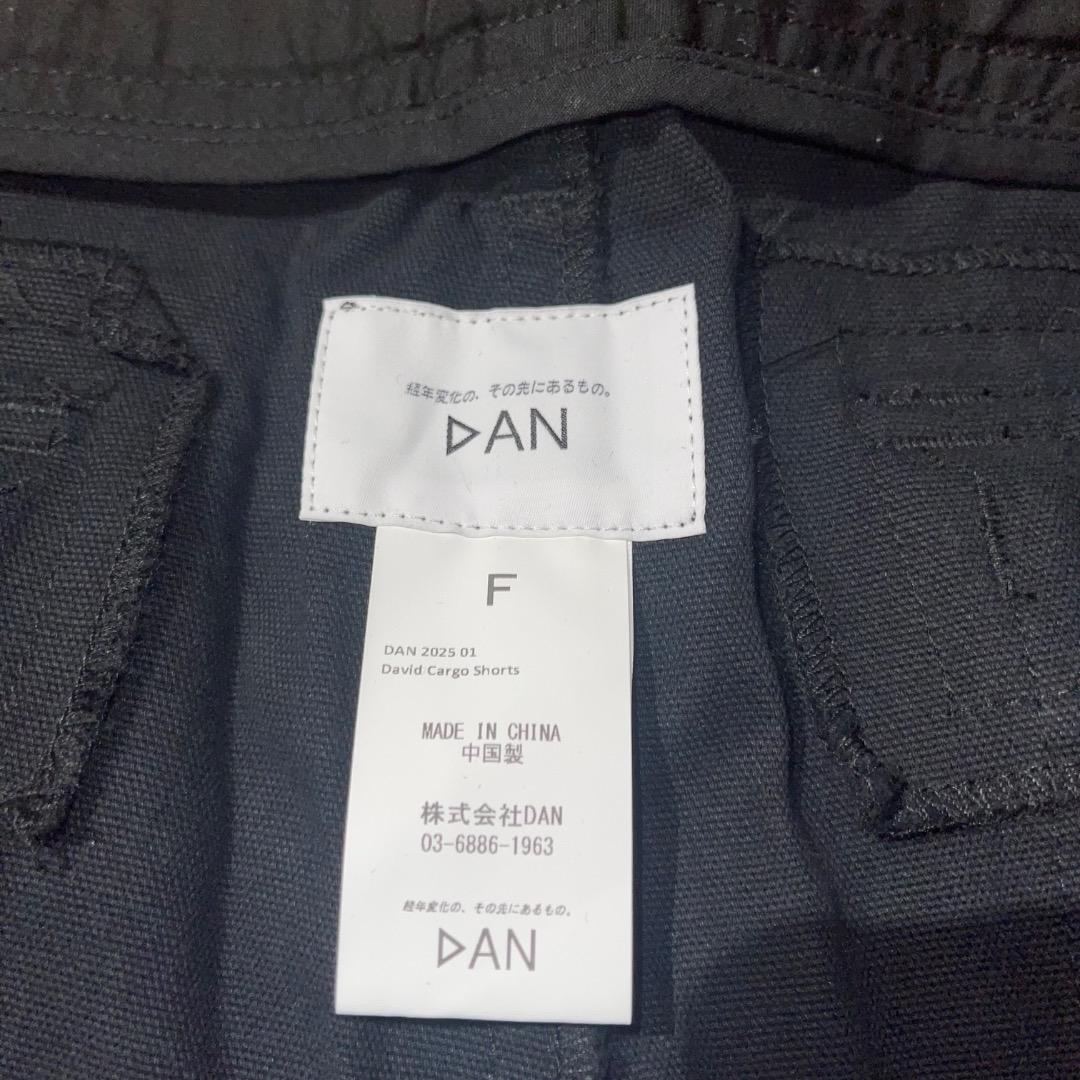 経年変化の、その先にあるもの。
DAN
F
DAN 2025 01
David Cargo Shorts
MADE IN CHINA
中国製
株式会社DAN
03-6886-1963
経年変化の、その先にあるもの。
DAN